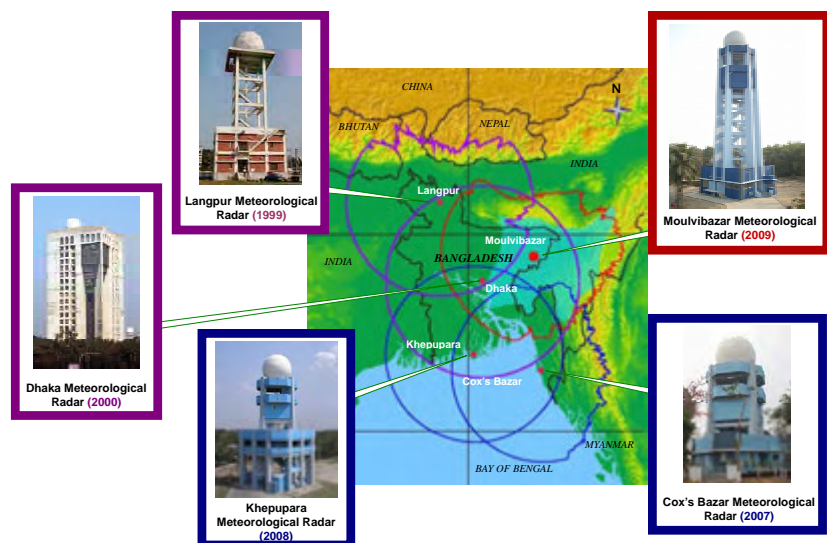 Langpur Meteorological
Radar (1999)
Moulvibazar Meteorological
Radar (2009)
Dhaka Meteorological
Radar (2000)
Khepupara
Meteorological Radar
(2008)
Cox's Bazar Meteorological
Radar (2007)
CHINA
N
BHUTAN
NEPAL
INDIA
Langpur
Moulvibazar
INDIA
BANGLADESH
Dhaka
Khepupara
Cox's Bazar
MYANMAR
BAY OF BENGAL